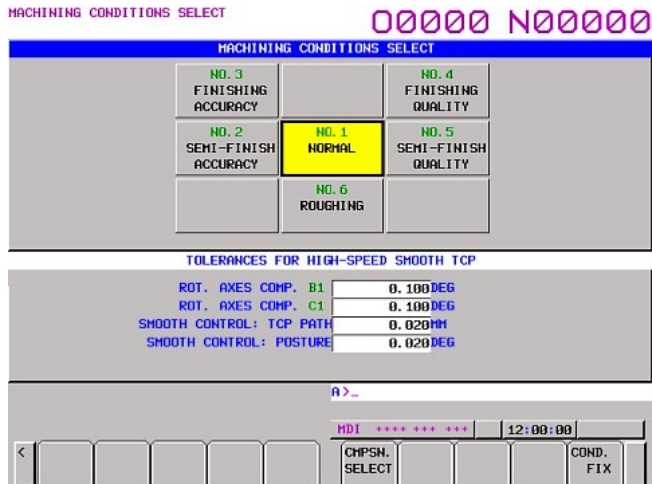 MACHINING CONDITIONS SELECT
O0000 N00000
MACHINING CONDITIONS SELECT
NO. 3
FINISHING
ACCURACY
NO. 4
FINISHING
QUALITY
NO. 2
SEMI-FINISH
ACCURACY
NO. 1
NORMAL
NO. 5
SEMI-FINISH
QUALITY
NO. 6
ROUGHING
TOLERANCES FOR HIGH-SPEED SMOOTH TCP
ROT. AXES COMP. B1 0.100DEG
ROT. AXES COMP. C1 0.100DEG
SMOOTH CONTROL: TCP PATH 0.020MM
SMOOTH CONTROL: POSTURE 0.020DEG
A>_
MDI ++++ +++ +++ 12:00:00
<
CMPSN.
SELECT
COND.
FIX